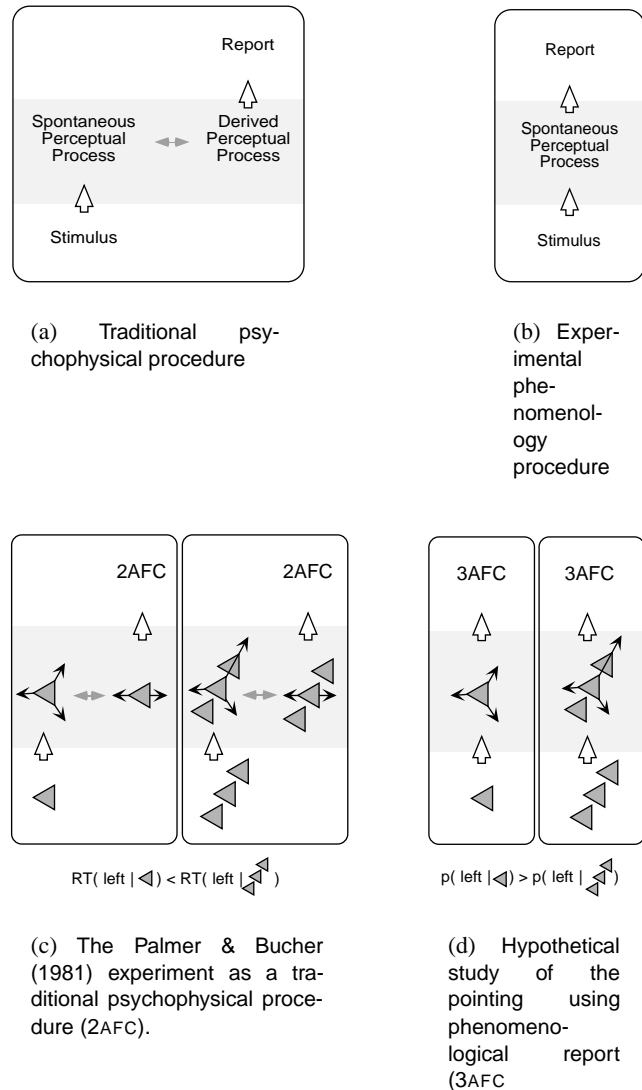 Report
Spontaneous
Perceptual
Process
Derived
Perceptual
Process
Stimulus
Report
Spontaneous
Perceptual
Process
Stimulus
(a) Traditional psy-
chophysical procedure
(b) Exper-
imental
phe-
nomenol-
ogy
procedure
2AFC
2AFC
3AFC
3AFC
RT( left | ) < RT( left | )
p( left | ) > p( left | )
(c) The Palmer & Bucher
(1981) experiment as a tra-
ditional psychophysical proce-
dure (2AFC).
(d) Hypothetical
study of the
pointing using
phenomeno-
logical report
(3AFC